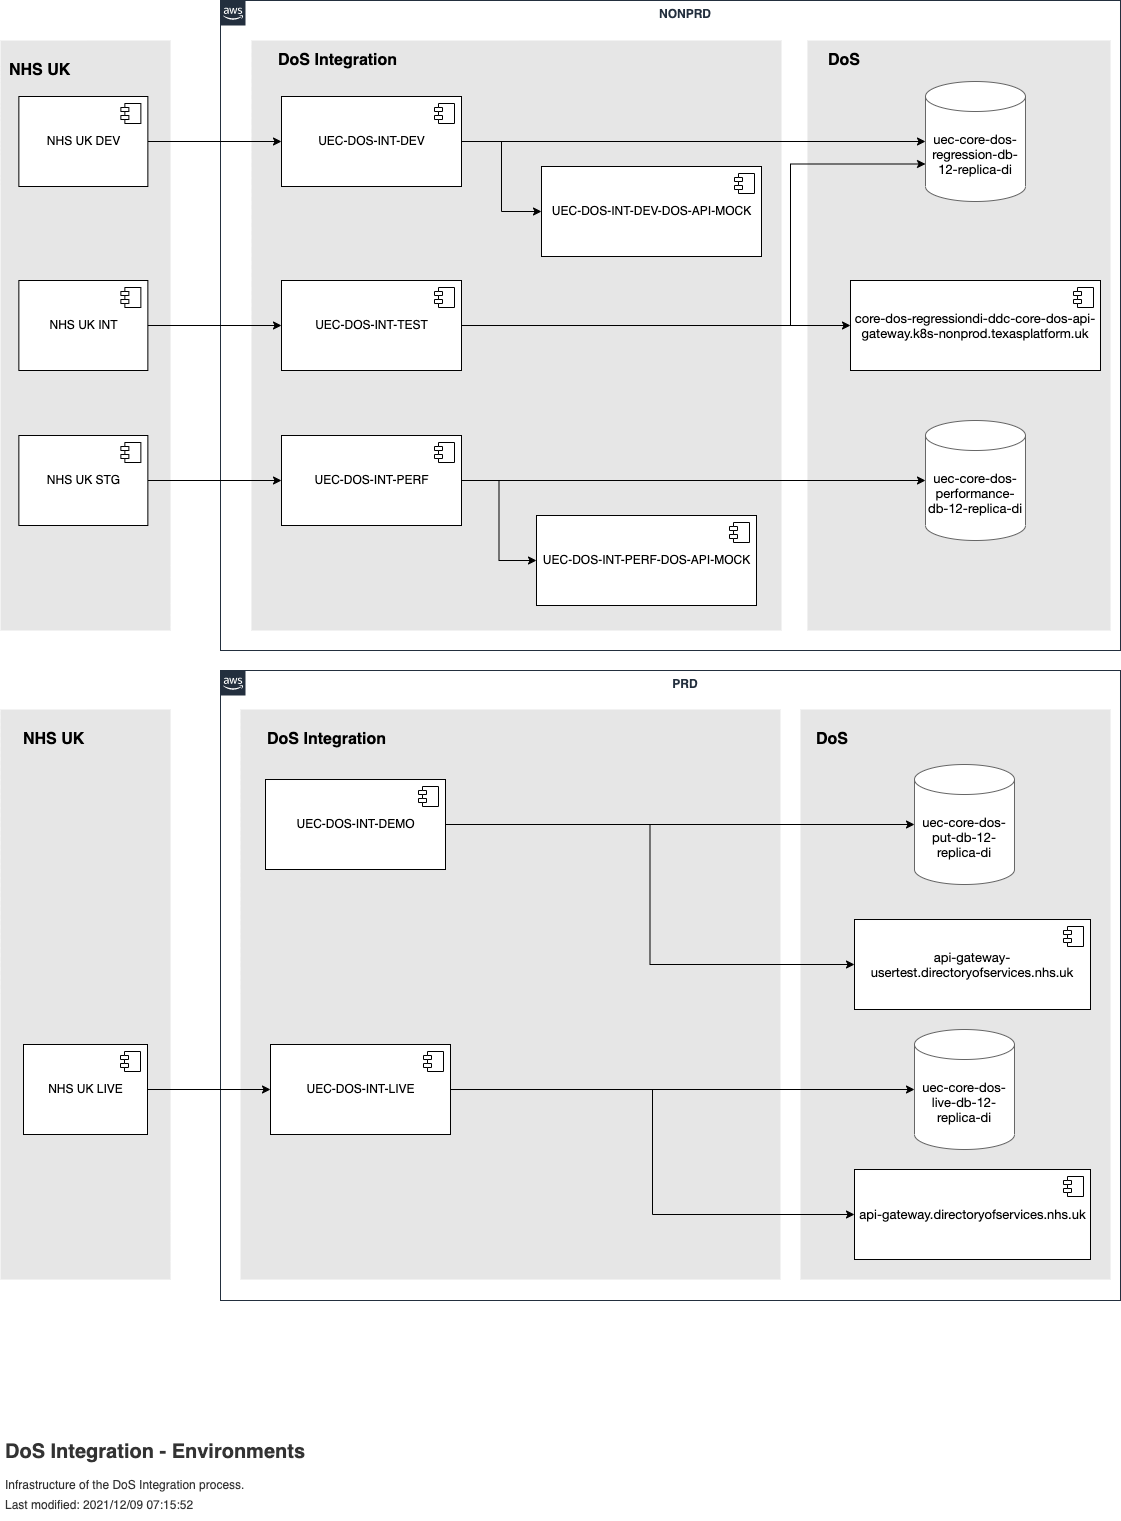 aws
NONPRD
NHS UK
DoS Integration
DoS
NHS UK DEV
UEC-DOS-INT-DEV
uec-core-dos-
regression-db-
12-replica-di
UEC-DOS-INT-DEV-DOS-API-MOCK
NHS UK INT
UEC-DOS-INT-TEST
core-dos-regressiondi-ddc-core-dos-api-
gateway.k8s-nonprod.texasplatform.uk
NHS UK STG
UEC-DOS-INT-PERF
uec-core-dos-
performance-
db-12-replica-di
UEC-DOS-INT-PERF-DOS-API-MOCK
aws
PRD
NHS UK
DoS Integration
DoS
UEC-DOS-INT-DEMO
uec-core-dos-
put-db-12-
replica-di
api-gateway-
usertest.directoryofservices.nhs.uk
NHS UK LIVE
UEC-DOS-INT-LIVE
uec-core-dos-
live-db-12-
replica-di
api-gateway.directoryofservices.nhs.uk
DoS Integration - Environments
Infrastructure of the DoS Integration process.
Last modified: 2021/12/09 07:15:52